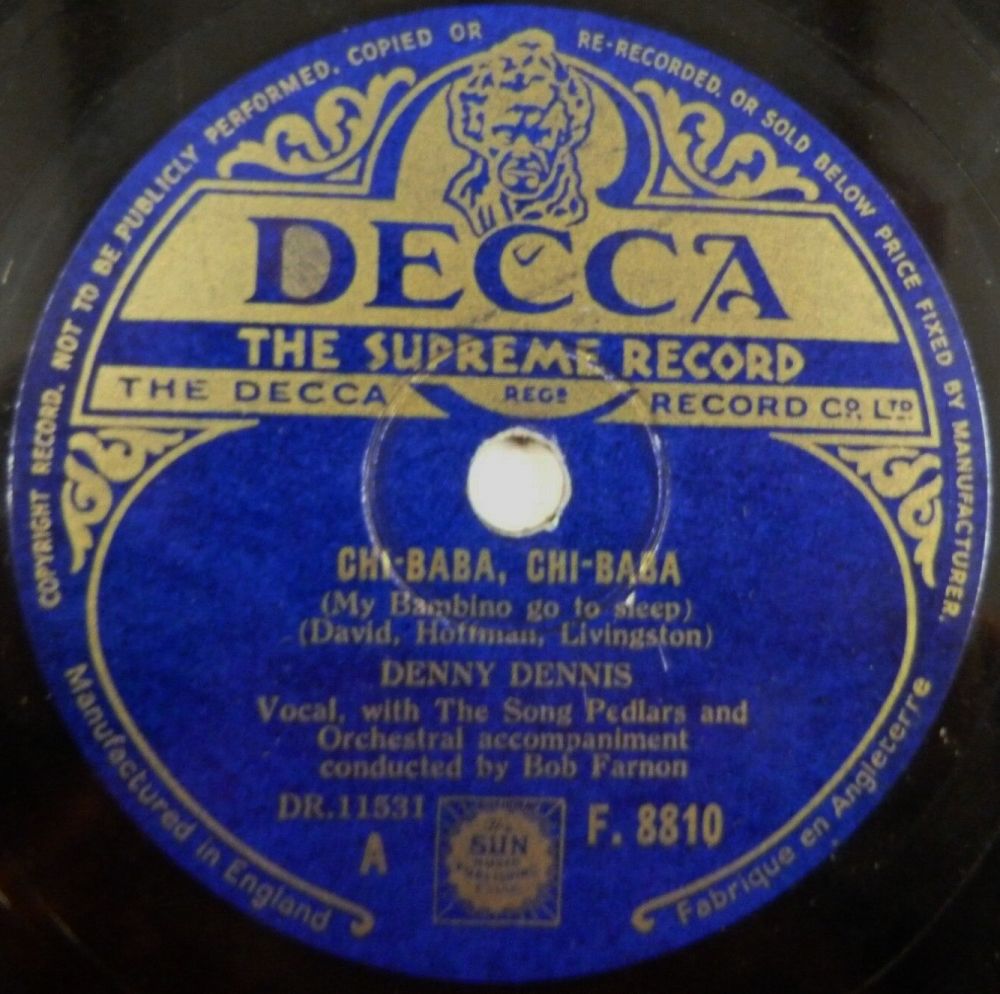 COPYRIGHT RECORD. NOT TO BE PUBLICLY PERFORMED. COPIED OR RE-RECORDED. OR SOLD BELOW PRICE FIXED BY MANUFACTURER.
DECCA
THE SUPREME RECORD
THE DECCA REGD RECORD CO. LTD
CHI-BABA, CHI-BABA
(My Bambino go to sleep)
(David, Hoffman, Livingston)
DENNY DENNIS
Vocal, with The Song Pedlars and
Orchestral accompaniment
conducted by Bob Farnon
DR.11531
A
The
SUN
MUSIC
PUBLISHING
F. 8810
Manufactured in England
Fabrique en Angleterre